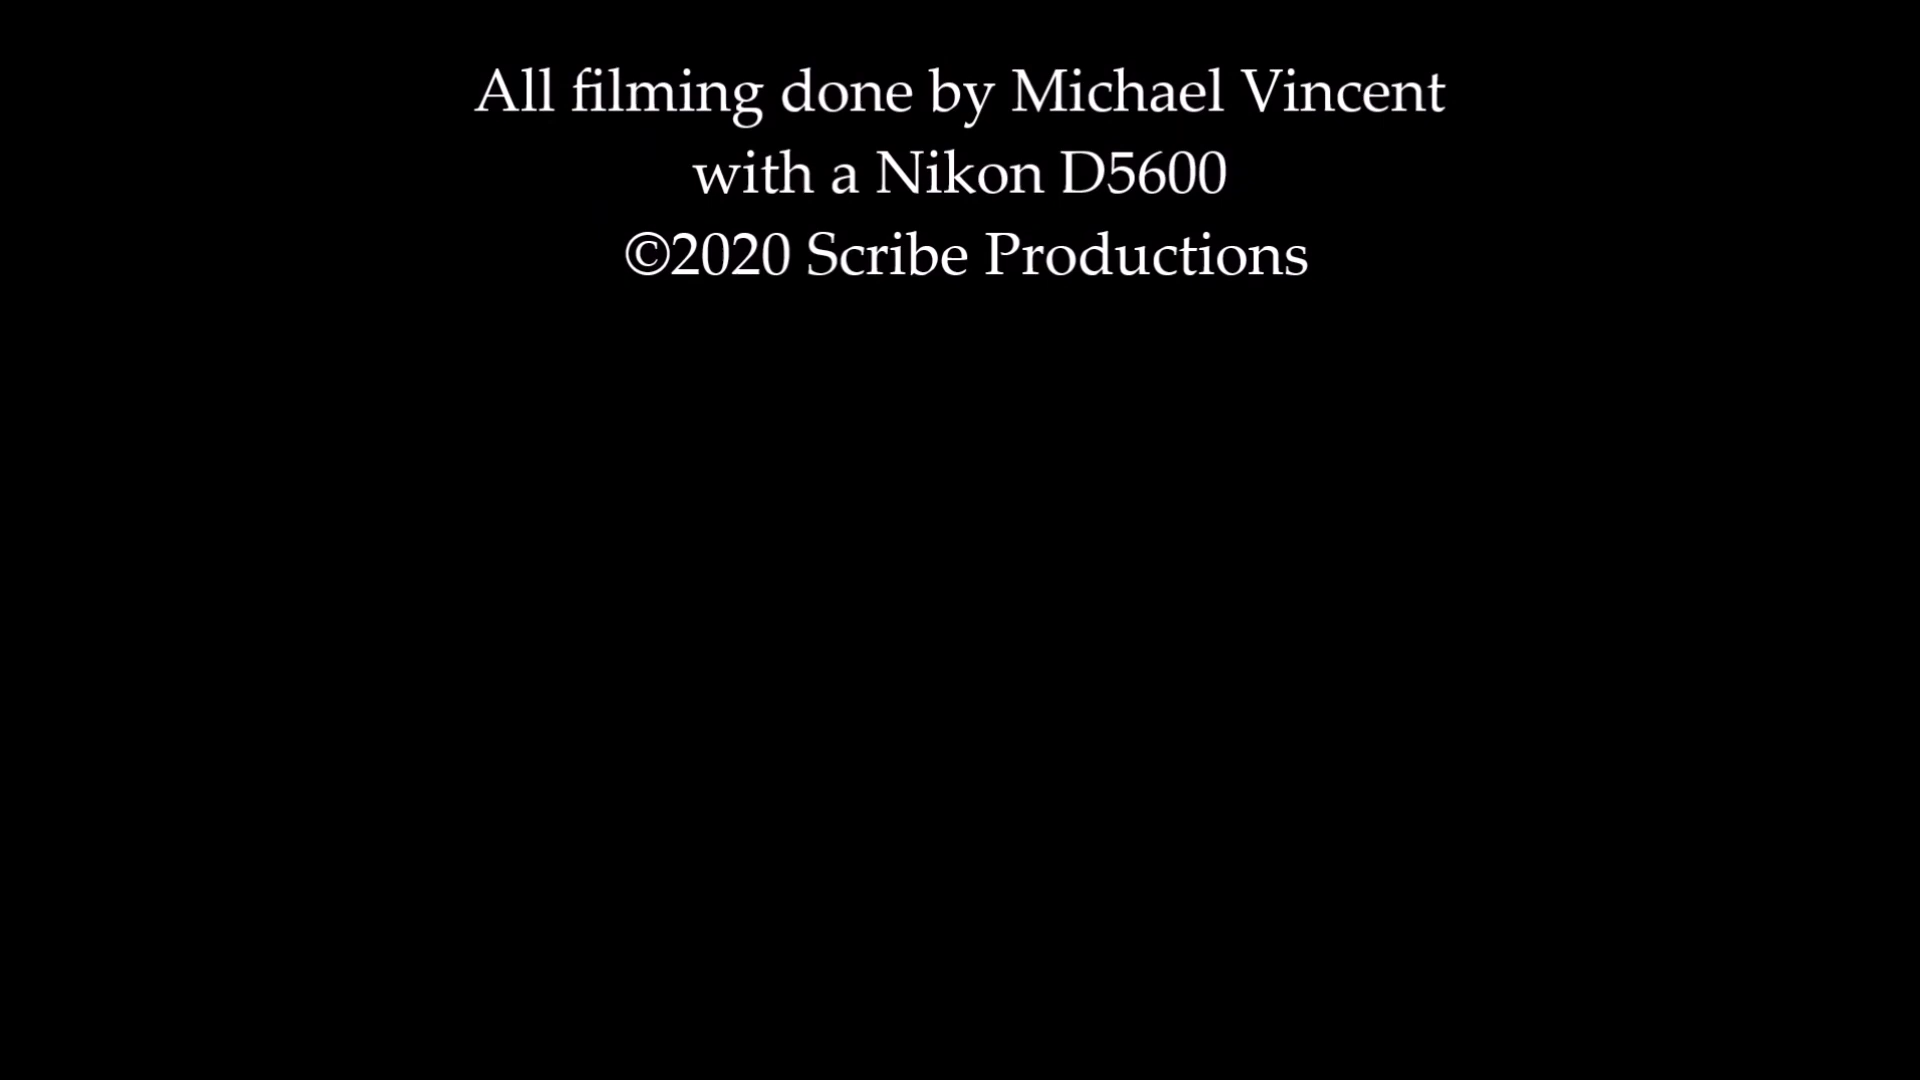 All filming done by Michael Vincent
with a Nikon D5600
©2020 Scribe Productions